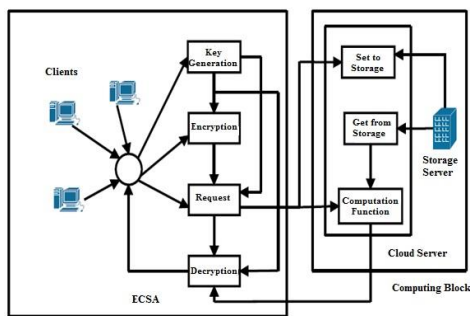 Clients
Key
Generation
Encryption
Request
Decryption
ECSA
Set to
Storage
Get from
Storage
Computation
Function
Storage
Server
Cloud Server
Computing Block